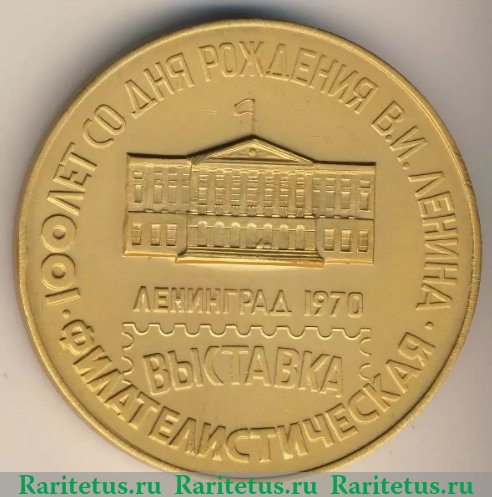 100 ЛЕТ СО ДНЯ РОЖДЕНИЯ В.И. ЛЕНИНА
ЛЕНИНГРАД 1970
ВЫСТАВКА
ФИЛАТЕЛИСТИЧЕСКАЯ
Raritetus.ru Raritetus.ru Raritetus.ru